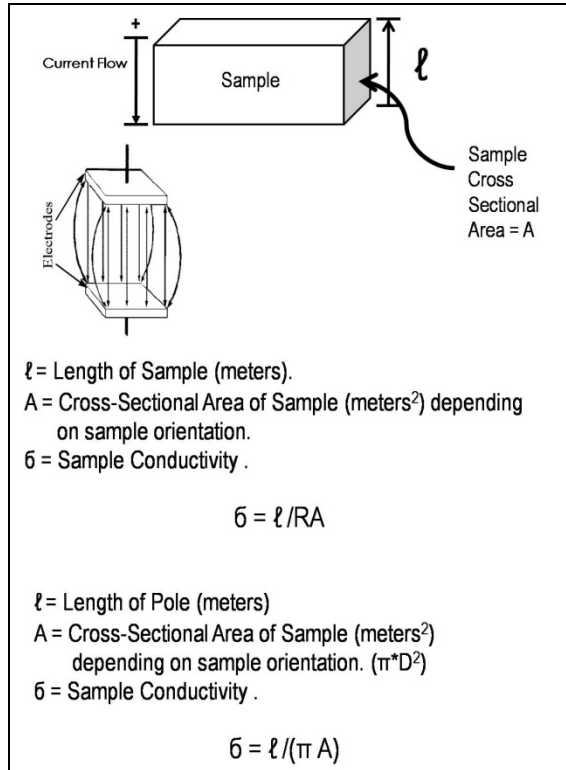 +
Current Flow
Sample
ℓ
Sample
Cross
Sectional
Area = A
Electrodes
ℓ = Length of Sample (meters).
A = Cross-Sectional Area of Sample (meters²) depending
on sample orientation.
б = Sample Conductivity .
б = ℓ /RA
ℓ = Length of Pole (meters)
A = Cross-Sectional Area of Sample (meters²)
depending on sample orientation. (π*D²)
б = Sample Conductivity .
б = ℓ/(π A)